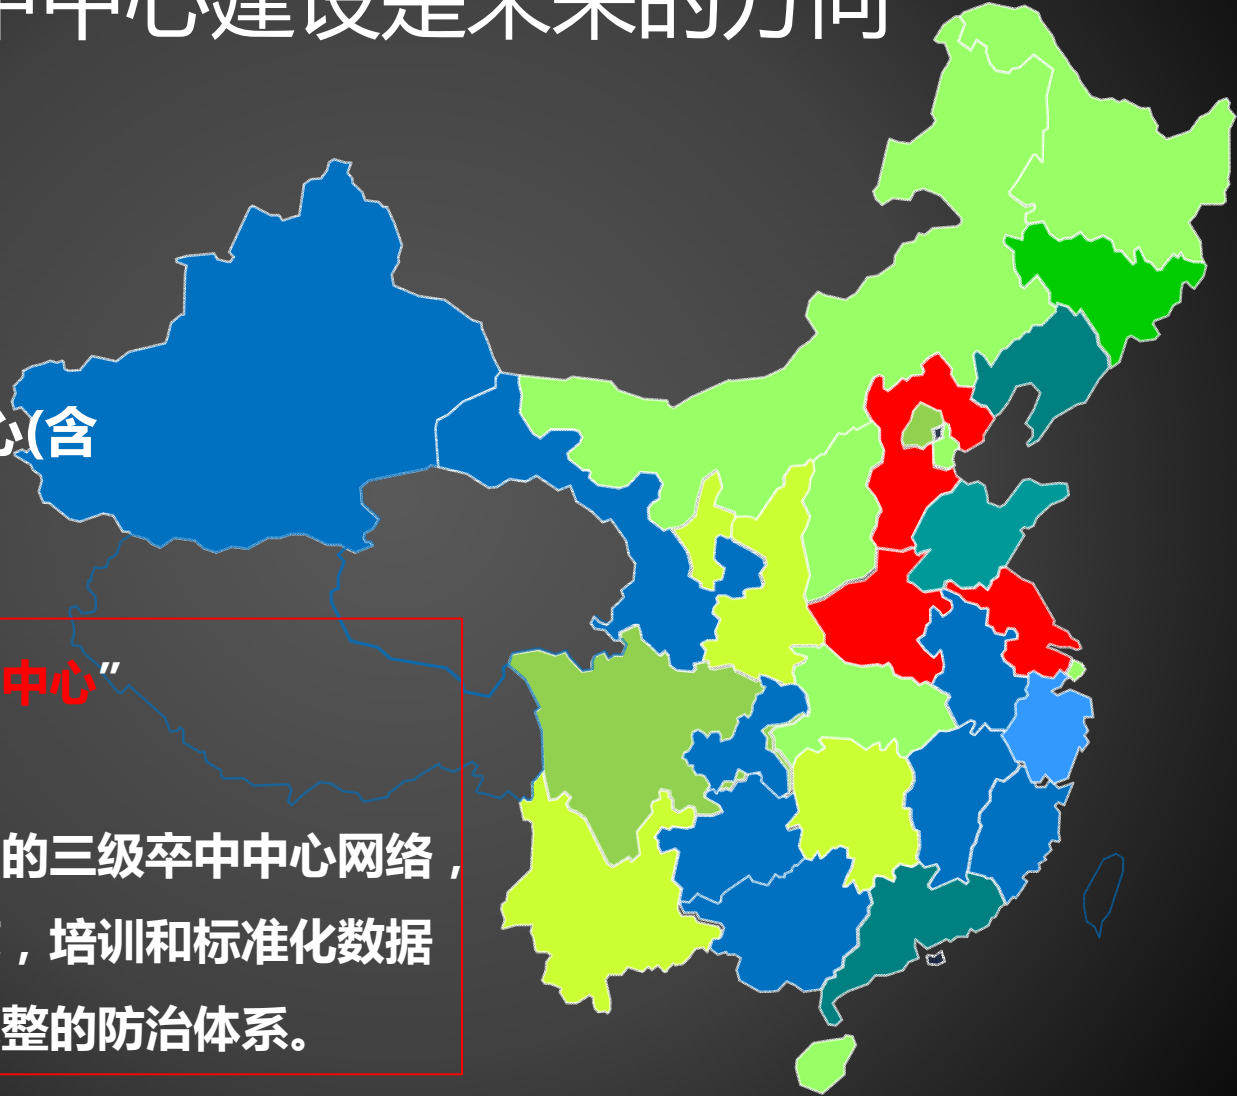 中中心建设是未来的方向
心(含
中心”
的三级卒中中心网络，
，培训和标准化数据
整的防治体系。